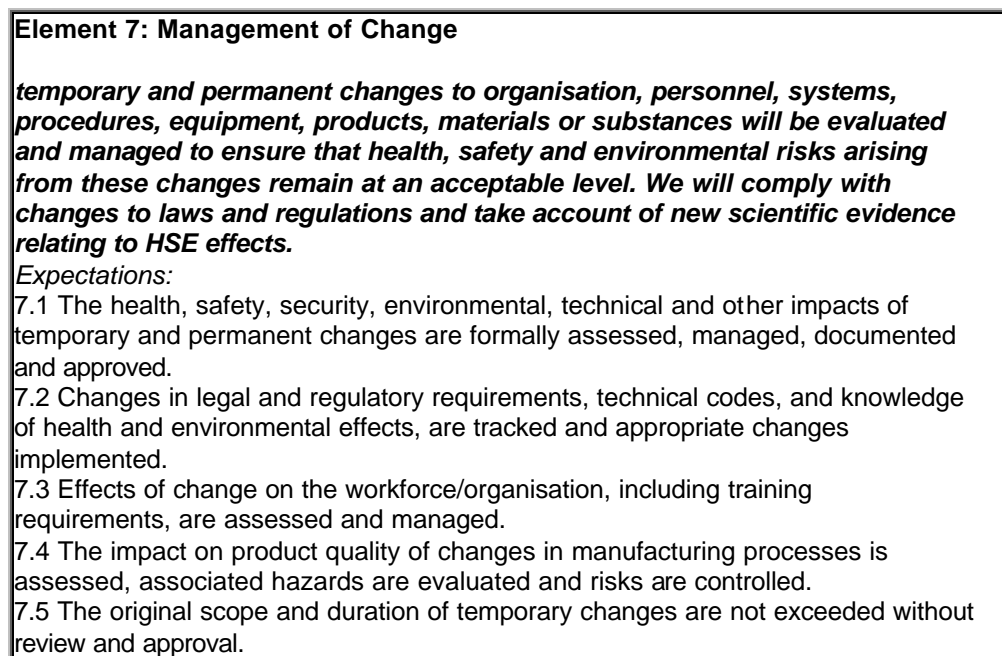 Element 7: Management of Change
temporary and permanent changes to organisation, personnel, systems,
procedures, equipment, products, materials or substances will be evaluated
and managed to ensure that health, safety and environmental risks arising
from these changes remain at an acceptable level. We will comply with
changes to laws and regulations and take account of new scientific evidence
relating to HSE effects.
Expectations:
7.1 The health, safety, security, environmental, technical and other impacts of
temporary and permanent changes are formally assessed, managed, documented
and approved.
7.2 Changes in legal and regulatory requirements, technical codes, and knowledge
of health and environmental effects, are tracked and appropriate changes
implemented.
7.3 Effects of change on the workforce/organisation, including training
requirements, are assessed and managed.
7.4 The impact on product quality of changes in manufacturing processes is
assessed, associated hazards are evaluated and risks are controlled.
7.5 The original scope and duration of temporary changes are not exceeded without
review and approval.